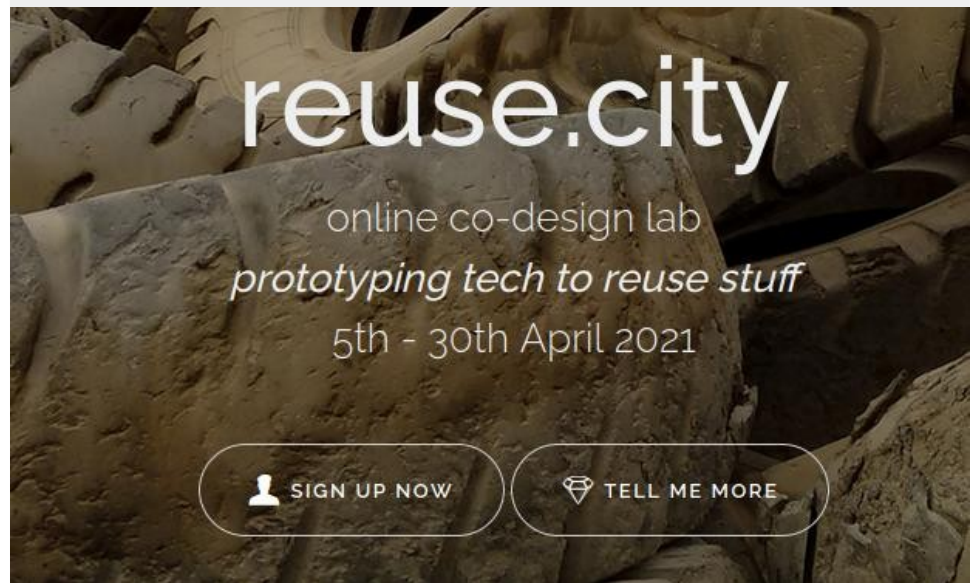 reuse.city
online co-design lab
prototyping tech to reuse stuff
5th - 30th April 2021
SIGN UP NOW
TELL ME MORE